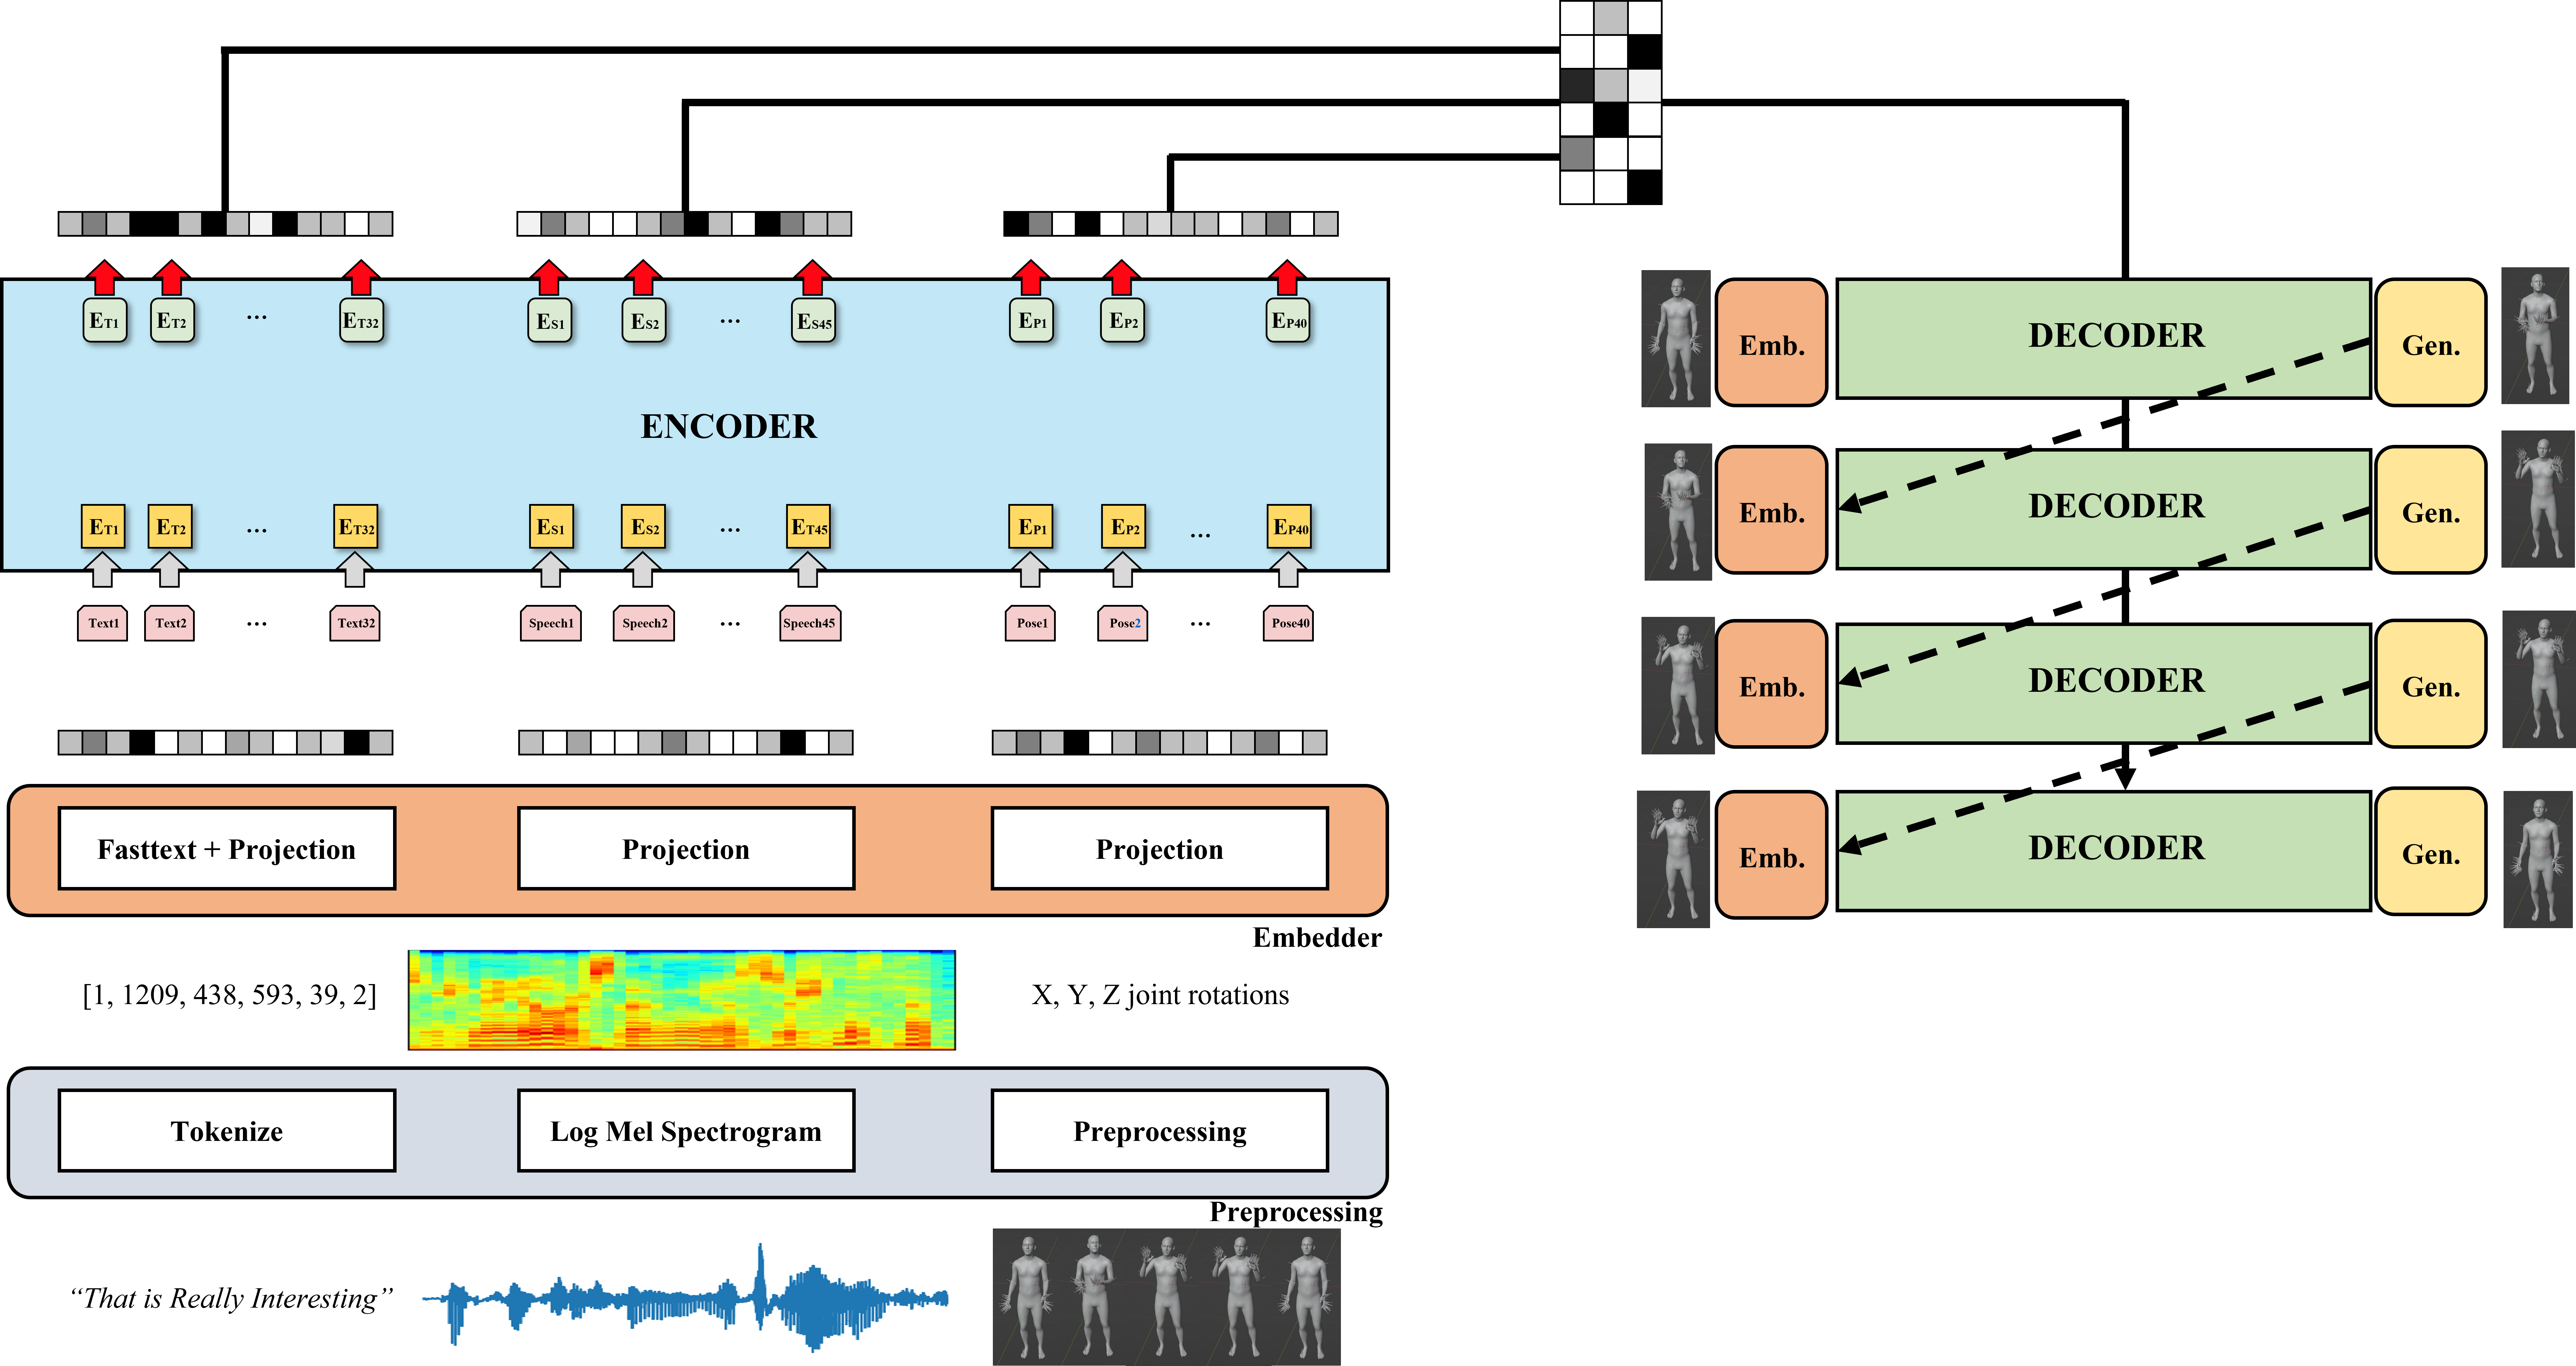 ET1 ET2 ... ET32 ES1 ES2 ... ES45 EP1 EP2 EP40
ENCODER
ET1 ET2 ... ET32 ES1 ES2 ... ET45 EP1 EP2 ... EP40
Text1 Text2 ... Text32 Speech1 Speech2 ... Speech45 Pose1 Pose2 ... Pose40
Fasttext + Projection Projection Projection
Embedder
[1, 1209, 438, 593, 39, 2] X, Y, Z joint rotations
Tokenize Log Mel Spectrogram Preprocessing
Preprocessing
“That is Really Interesting”
Emb. DECODER Gen.
Emb. DECODER Gen.
Emb. DECODER Gen.
Emb. DECODER Gen.